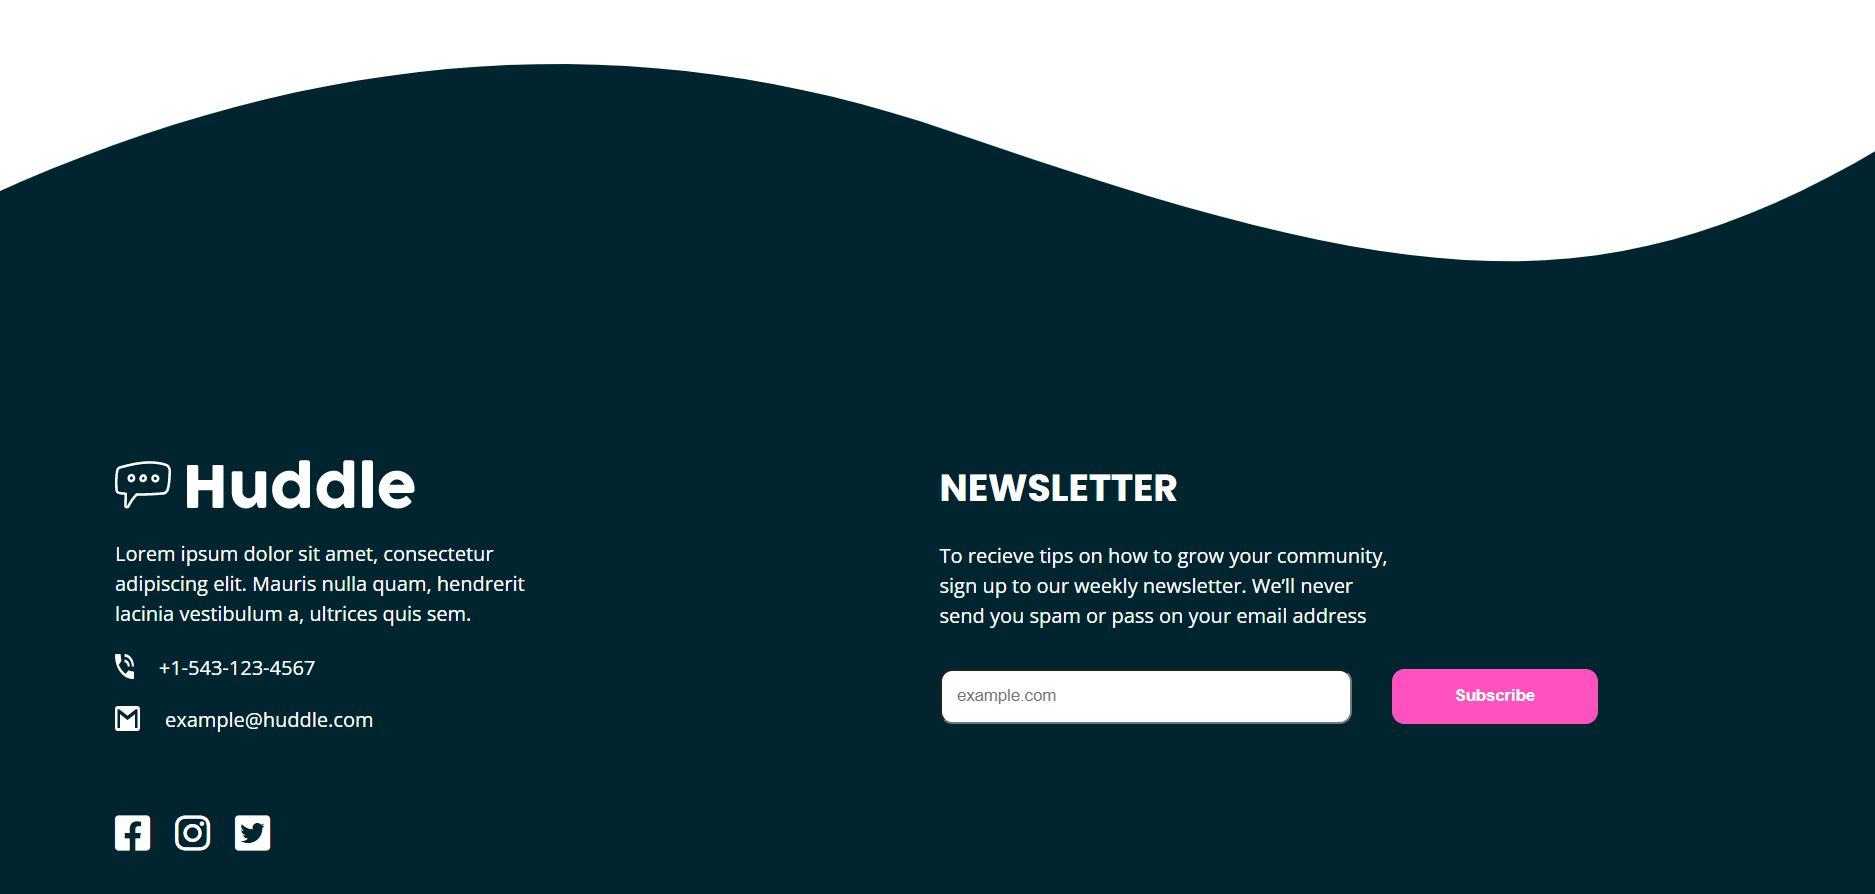 Huddle
Lorem ipsum dolor sit amet, consectetur
adipiscing elit. Mauris nulla quam, hendrerit
lacinia vestibulum a, ultrices quis sem.
+1-543-123-4567
example@huddle.com
NEWSLETTER
To recieve tips on how to grow your community,
sign up to our weekly newsletter. We’ll never
send you spam or pass on your email address
example.com
Subscribe